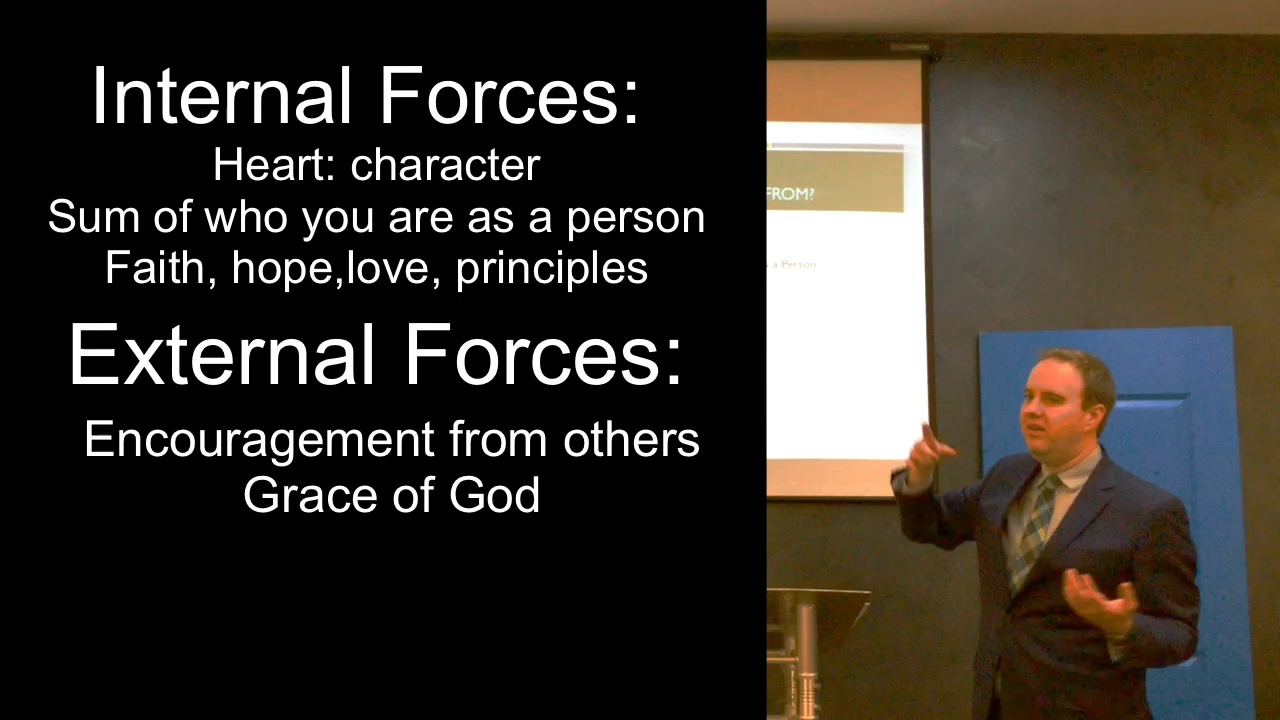 Internal Forces:
Heart: character
Sum of who you are as a person
Faith, hope,love, principles
External Forces:
Encouragement from others
Grace of God
FROM?
a Person